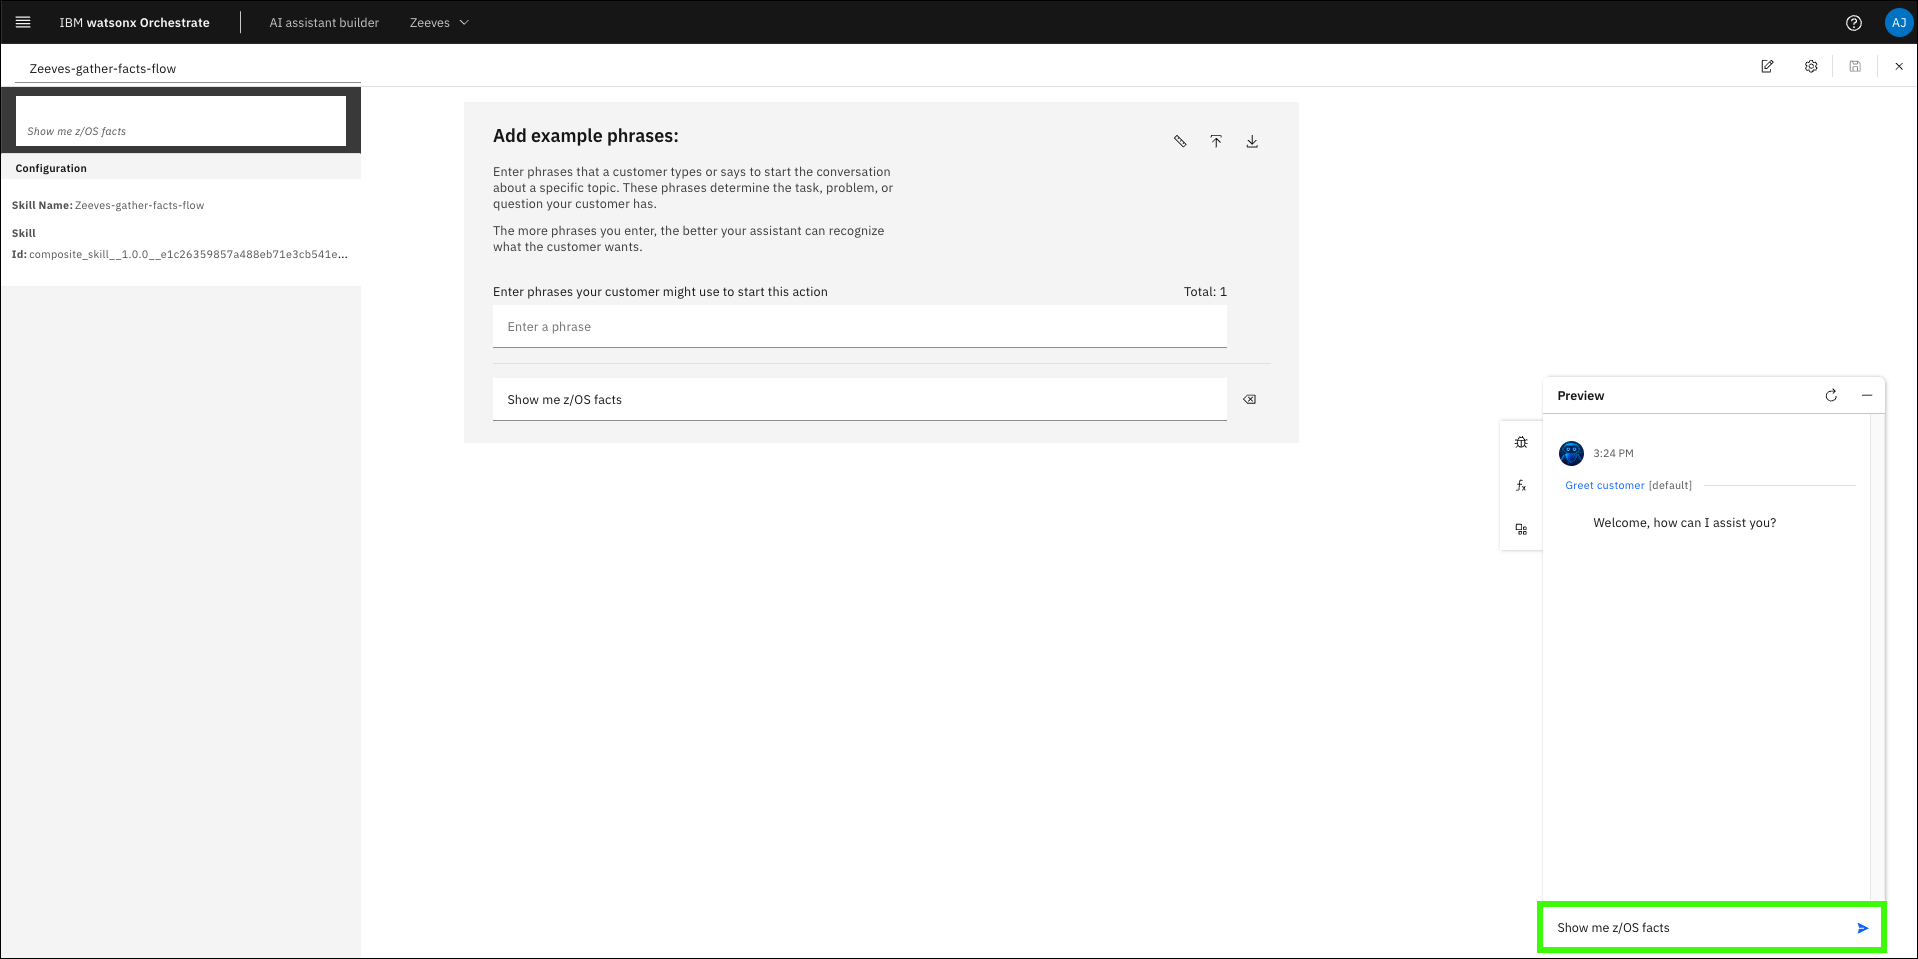 IBM watsonx Orchestrate
AI assistant builder
Zeeves
AJ
Zeeves-gather-facts-flow
Show me z/OS facts
Configuration
Skill Name: Zeeves-gather-facts-flow
Skill
Id: composite_skill__1.0.0__e1c26359857a488eb71e3cb541e...
Add example phrases:
Enter phrases that a customer types or says to start the conversation
about a specific topic. These phrases determine the task, problem, or
question your customer has.
The more phrases you enter, the better your assistant can recognize
what the customer wants.
Enter phrases your customer might use to start this action
Total: 1
Enter a phrase
Show me z/OS facts
Preview
3:24 PM
Greet customer [default]
Welcome, how can I assist you?
Show me z/OS facts